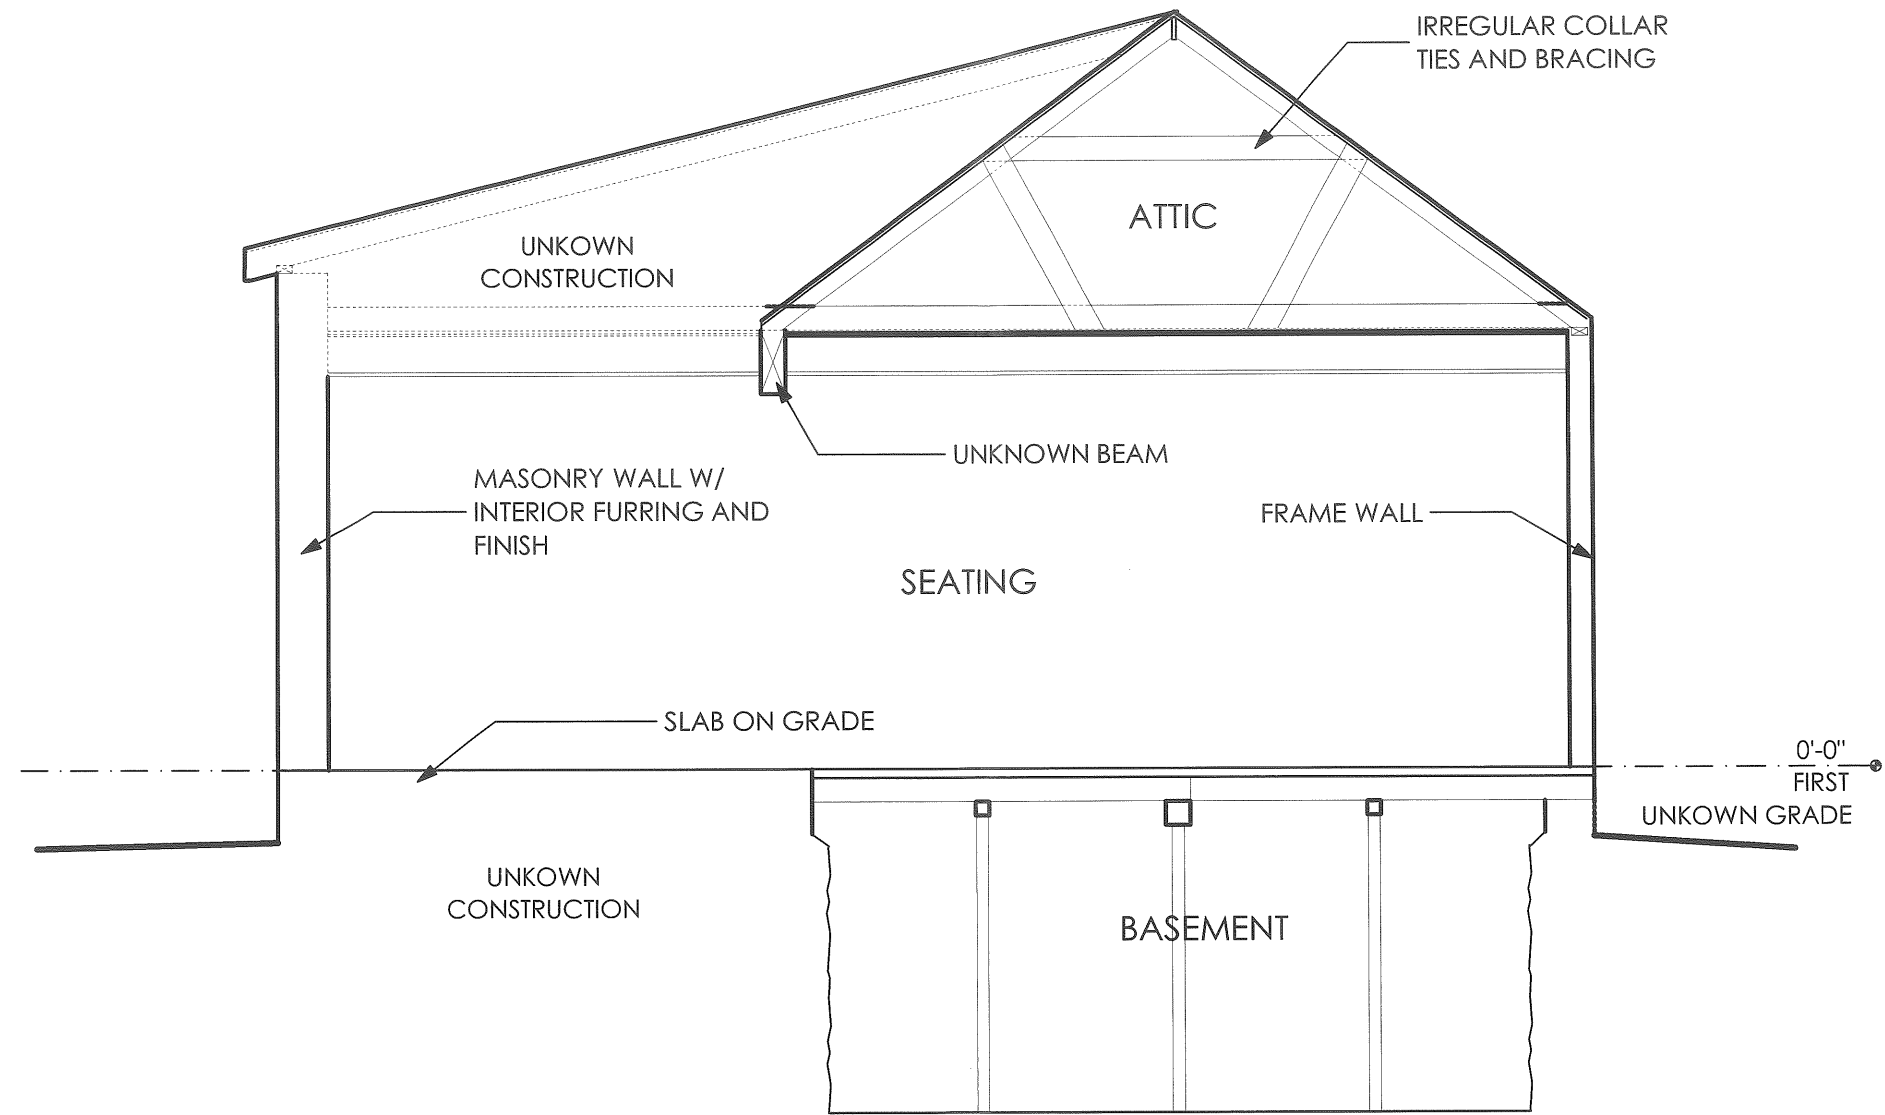 IRREGULAR COLLAR
TIES AND BRACING
ATTIC
UNKOWN
CONSTRUCTION
UNKNOWN BEAM
MASONRY WALL W/
INTERIOR FURRING AND
FINISH
FRAME WALL
SEATING
SLAB ON GRADE
0'-0"
FIRST
UNKOWN GRADE
UNKOWN
CONSTRUCTION
BASEMENT